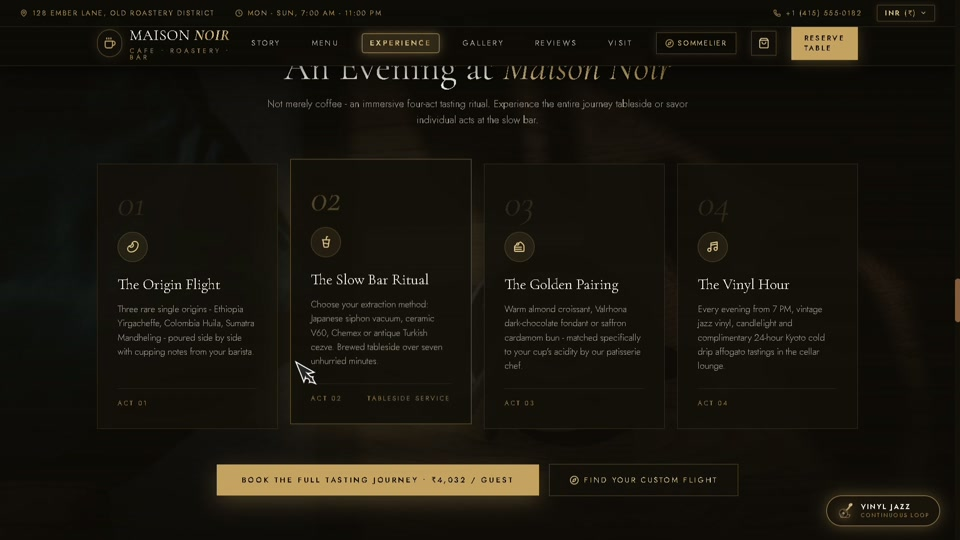 128 EMBER LANE, OLD ROASTERY DISTRICT
MON - SUN, 7:00 AM - 11:00 PM
+1 (415) 555-0182
INR (₹)
MAISON NOIR
CAFE · ROASTERY · BAR
STORY
MENU
EXPERIENCE
GALLERY
REVIEWS
VISIT
SOMMELIER
RESERVE TABLE
An Evening at Maison Noir
Not merely coffee - an immersive four-act tasting ritual. Experience the entire journey tableside or savor
individual acts at the slow bar.
01
The Origin Flight
Three rare single origins - Ethiopia
Yirgacheffe, Colombia Huila, Sumatra
Mandheling - poured side by side
with cupping notes from your barista.
ACT 01
02
The Slow Bar Ritual
Choose your extraction method:
Japanese siphon vacuum, ceramic
V60, Chemex or antique Turkish
cezve. Brewed tableside over seven
unhurried minutes.
ACT 02
TABLESIDE SERVICE
03
The Golden Pairing
Warm almond croissant, Valrhona
dark-chocolate fondant or saffron
cardamom bun - matched specifically
to your cup's acidity by our patisserie
chef.
ACT 03
04
The Vinyl Hour
Every evening from 7 PM, vintage
jazz vinyl, candlelight and
complimentary 24-hour Kyoto cold
drip affogato tastings in the cellar
lounge.
ACT 04
BOOK THE FULL TASTING JOURNEY · ₹4,032 / GUEST
FIND YOUR CUSTOM FLIGHT
VINYL JAZZ
CONTINUOUS LOOP